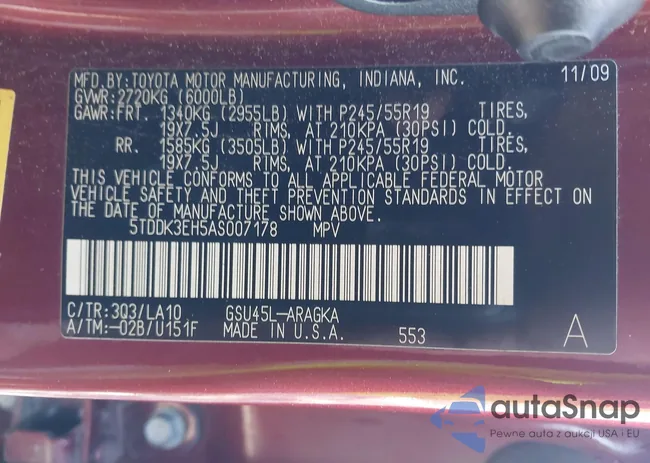 MFD.BY:TOYOTA MOTOR MANUFACTURING, INDIANA, INC. 11/09
GVWR:2720KG (6000LB)
GAWR:FRT. 1340KG (2955LB) WITH P245/55R19 TIRES,
19X7.5J RIMS, AT 210KPA (30PSI) COLD.
RR. 1585KG (3505LB) WITH P245/55R19 TIRES,
19X7.5J RIMS, AT 210KPA (30PSI) COLD.
THIS VEHICLE CONFORMS TO ALL APPLICABLE FEDERAL MOTOR
VEHICLE SAFETY AND THEFT PREVENTION STANDARDS IN EFFECT ON
THE DATE OF MANUFACTURE SHOWN ABOVE.
5TDDK3EH5AS007178 MPV
C/TR:3Q3/LA10 GSU45L-ARAGKA
A/TM:-02B/U151F MADE IN U.S.A. 553 A
autaSnap
Pewne auta z aukcji USA i EU